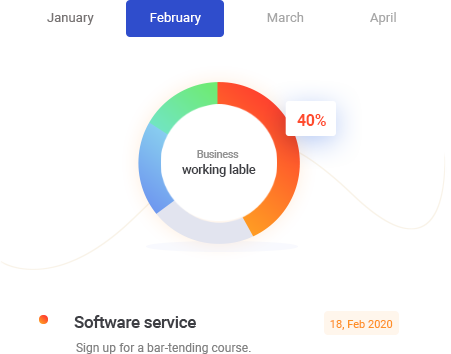 January February March April
40%
Business
working lable
Software service 18, Feb 2020
Sign up for a bar-tending course.